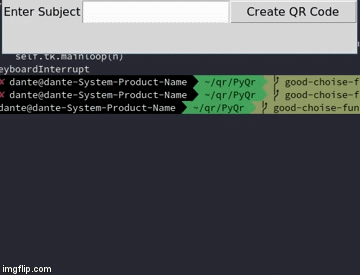 Enter Subject Create QR Code
self.tk.mainloop(n)
eyboardInterrupt
✘ dante@dante-System-Product-Name ~/qr/PyQr good-choise-f
✘ dante@dante-System-Product-Name ~/qr/PyQr good-choise-f
dante@dante-System-Product-Name ~/qr/PyQr good-choise-fun
imgflip.com